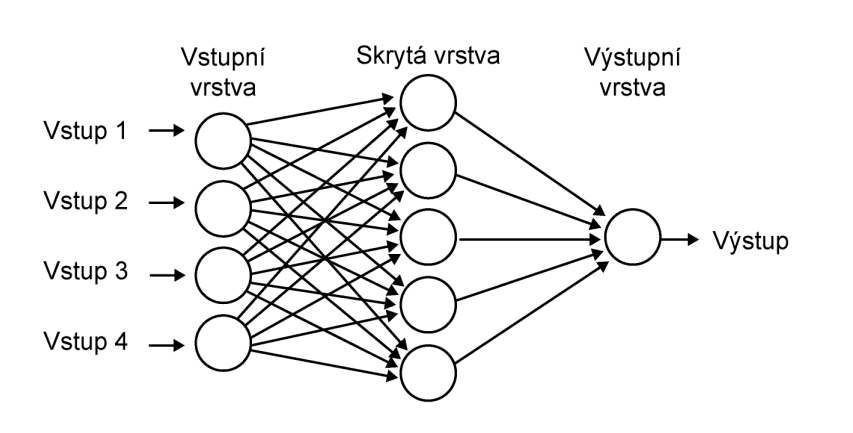 Vstupní
vrstva
Skrytá vrstva
Výstupní
vrstva
Vstup 1
Vstup 2
Vstup 3
Vstup 4
Výstup